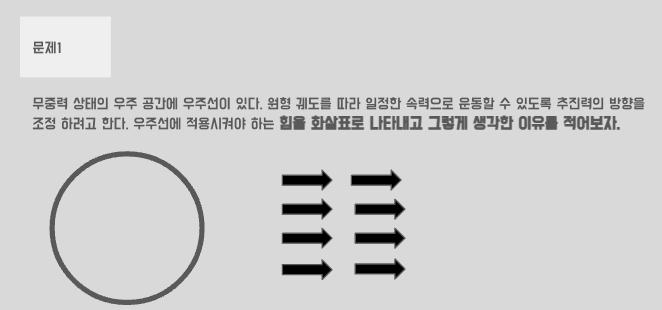 문제1
무중력 상태의 우주 공간에 우주선이 있다. 원형 궤도를 따라 일정한 속력으로 운동할 수 있도록 추진력의 방향을
조정 하려고 한다. 우주선에 적용시켜야 하는 힘을 화살표로 나타내고 그렇게 생각한 이유를 적어보자.